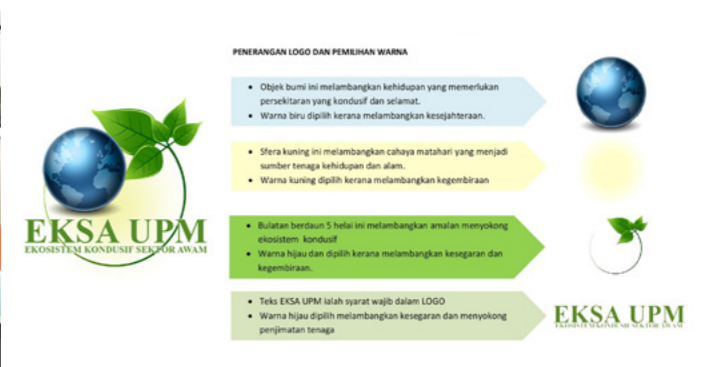 PENERANGAN LOGO DAN PEMILIHAN WARNA
• Objek bumi ini melambangkan kehidupan yang memerlukan
persekitaran yang kondusif dan selamat.
• Warna biru dipilih kerana melambangkan kesejahteraan.
• Sfera kuning ini melambangkan cahaya matahari yang menjadi
sumber tenaga kehidupan dan alam.
• Warna kuning dipilih kerana melambangkan kegembiraan
EKSA UPM
EKOSISTEM KONDUSIF SEKTOR AWAM
• Bulatan berdaun 5 helai ini melambangkan amalan menyokong
ekosistem kondusif
• Warna hijau dan dipilih kerana melambangkan kesegaran dan
kegembiraan.
• Teks EKSA UPM ialah syarat wajib dalam LOGO
• Warna hijau dipilih melambangkan kesegaran dan menyokong
penjimatan tenaga
EKSA UPM
EKOSISTEM KONDUSIF SEKTOR AWAM